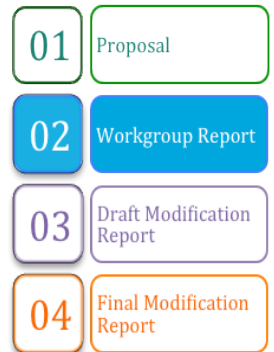 01 Proposal
02 Workgroup Report
03 Draft Modification
Report
04 Final Modification
Report